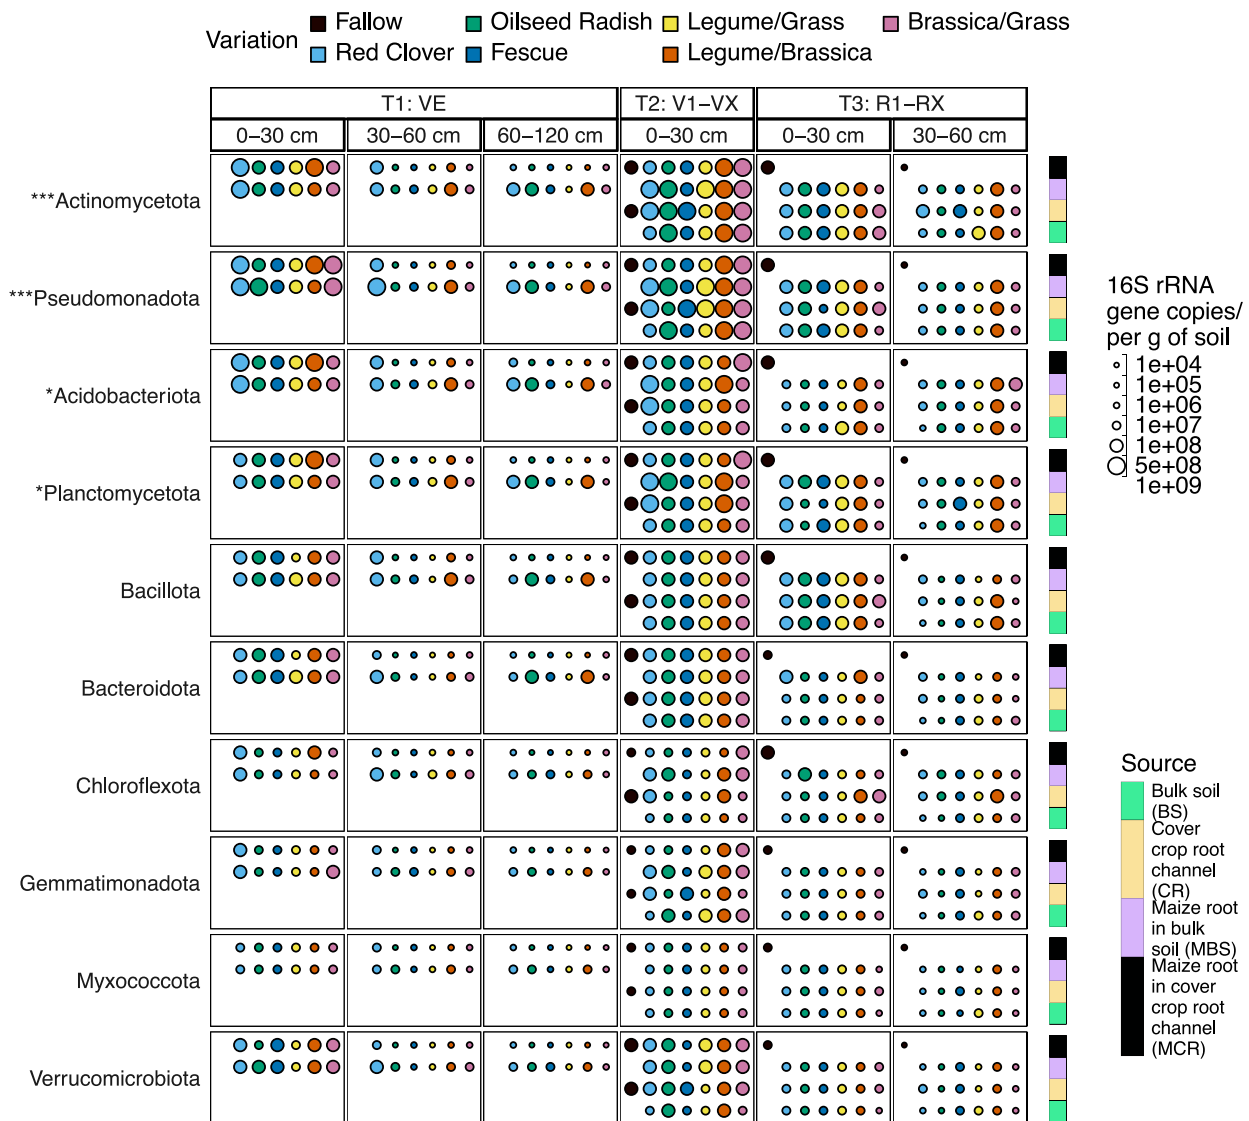 Variation
Fallow
Oilseed Radish
Legume/Grass
Brassica/Grass
Red Clover
Fescue
Legume/Brassica
T1: VE
T2: V1–VX
T3: R1–RX
0–30 cm
30–60 cm
60–120 cm
0–30 cm
0–30 cm
30–60 cm
***Actinomycetota
***Pseudomonadota
*Acidobacteriota
*Planctomycetota
Bacillota
Bacteroidota
Chloroflexota
Gemmatimonadota
Myxococcota
Verrucomicrobiota
16S rRNA
gene copies/
per g of soil
1e+04
1e+05
1e+06
1e+07
1e+08
5e+08
1e+09
Source
Bulk soil
(BS)
Cover
crop root
channel
(CR)
Maize root
in bulk
soil (MBS)
Maize root
in cover
crop root
channel
(MCR)